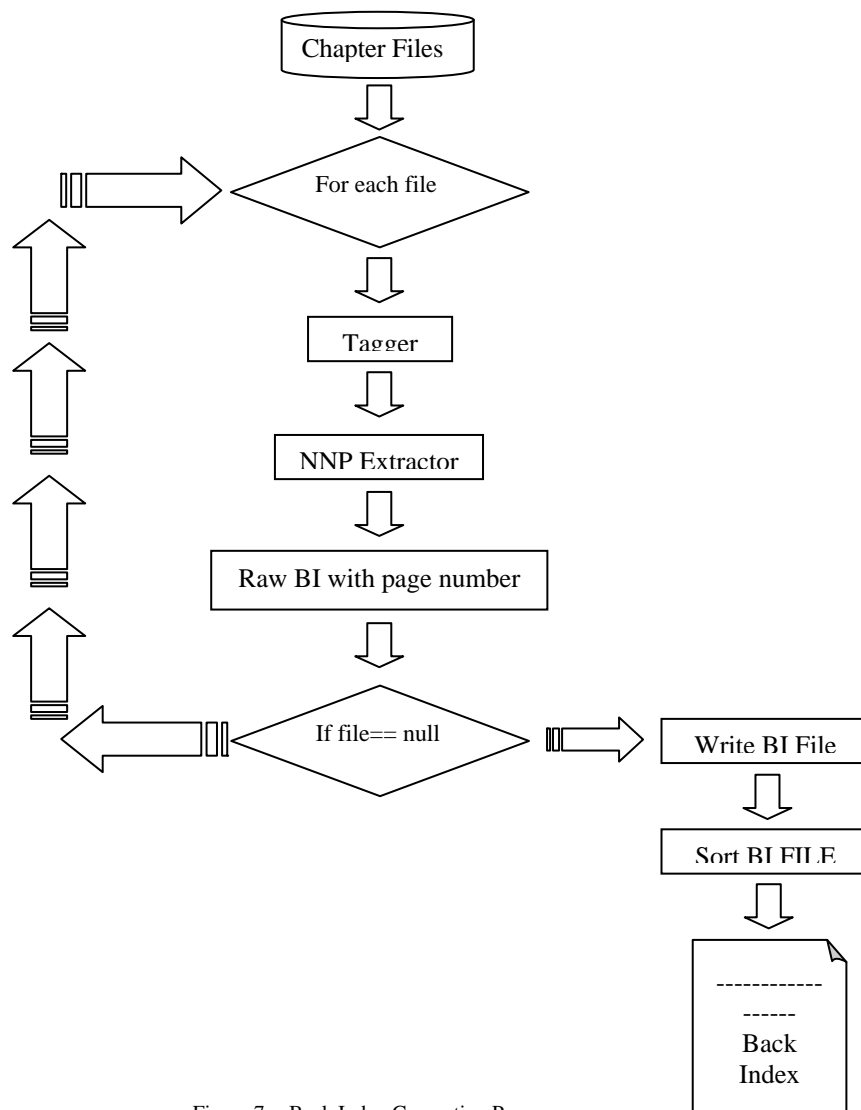 Chapter Files
For each file
Tagger
NNP Extractor
Raw BI with page number
If file== null
Write BI File
Sort BI FILE
-------------
------
Back
Index